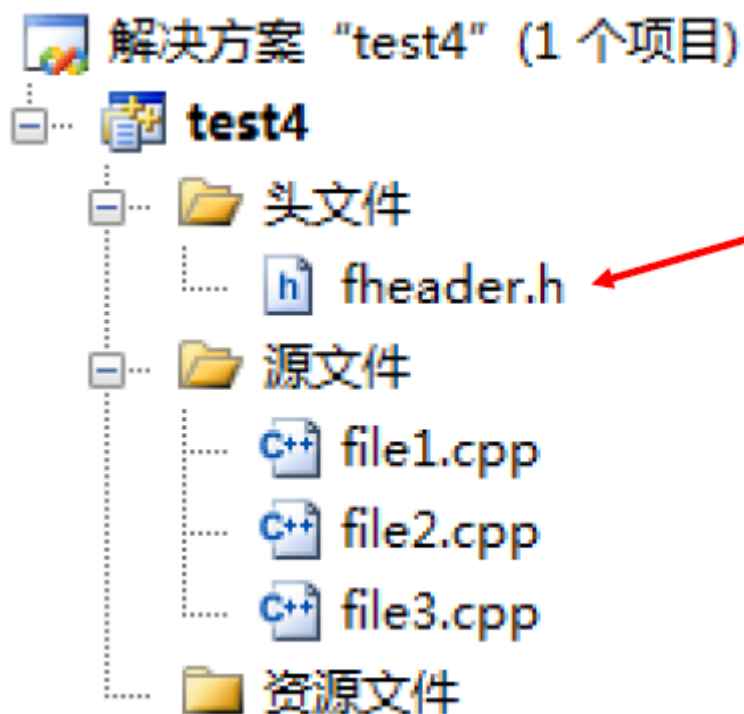 解决方案 "test4" (1 个项目)
test4
头文件
h fheader.h
源文件
C++ file1.cpp
C++ file2.cpp
C++ file3.cpp
资源文件